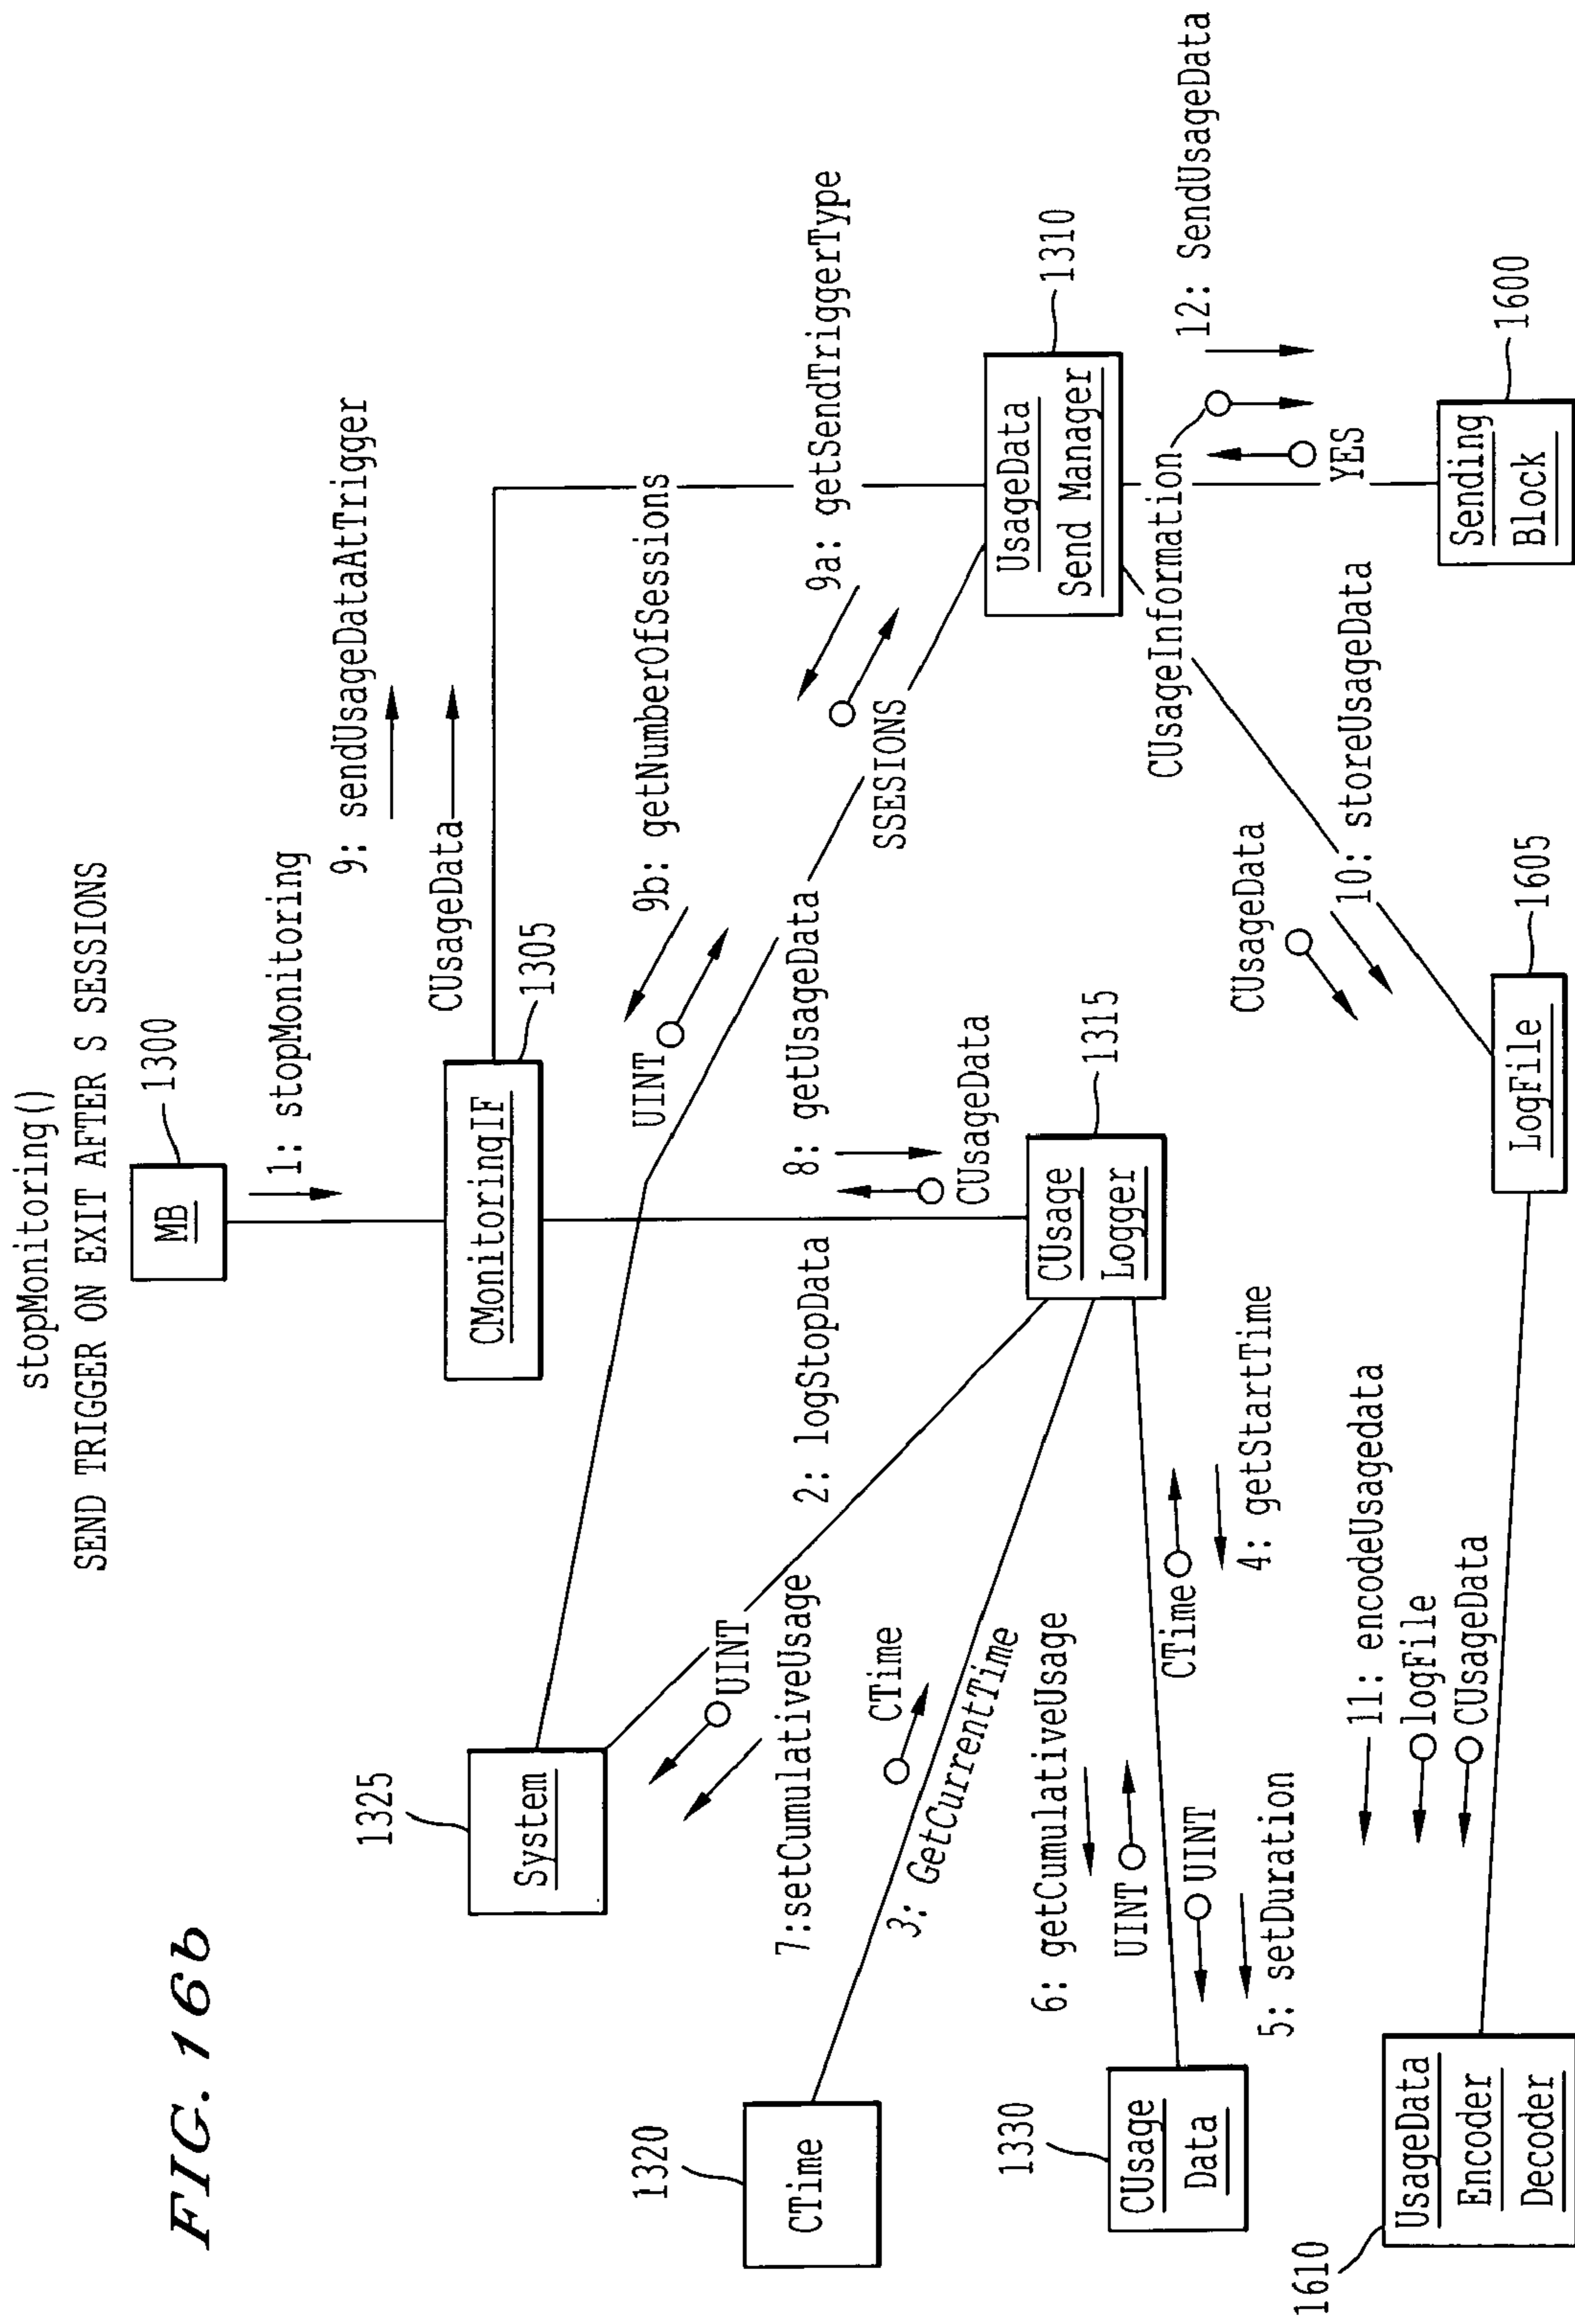 FIG. 16b
stopMonitoring()
SEND TRIGGER ON EXIT AFTER S SESSIONS
MB
1300
1: stopMonitoring
9: sendUsageDataAtTrigger
CUsageData
CMonitoringIF
1305
System
1325
9b: getNumberOfSessions
UINT
9a: getSendTriggerType
SSESIONS
2: logStopData
8: getUsageData
CUsageData
UINT
7:setCumulativeUsage
CTime
1320
CTime
3: GetCurrentTime
CUsage
Logger
1315
UsageData
Send Manager
1310
CUsage
Data
1330
6: getCumulativeUsage
UINT
UINT
5: setDuration
CTime
4: getStartTime
CUsageInformation
12: SendUsageData
YES
CUsageData
10: storeUsageData
UsageData
Encoder
Decoder
1610
11: encodeUsagedata
logFile
CUsageData
LogFile
1605
Sending
Block
1600